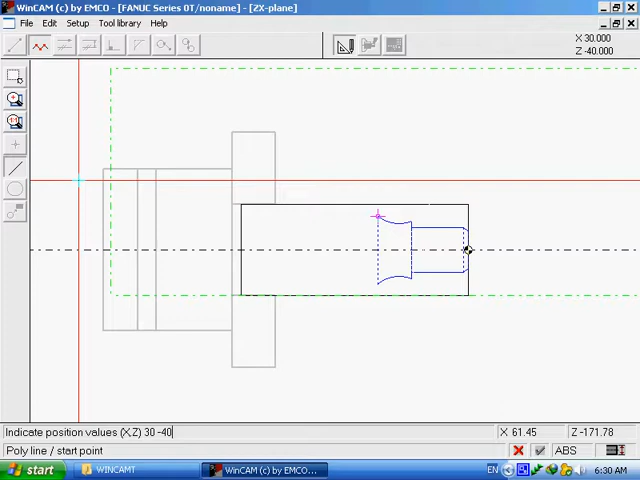 WinCAM (c) by EMCO - [FANUC Series 0T/noname] - [ZX-plane]
File Edit Setup Tool library Help
X 30.000
Z -40.000
Indicate position values (X,Z) 30 -40 X 61.45 Z -171.78
Poly line / start point ABS
start WINCAMT WinCAM (c) by EMCO... EN 6:30 AM